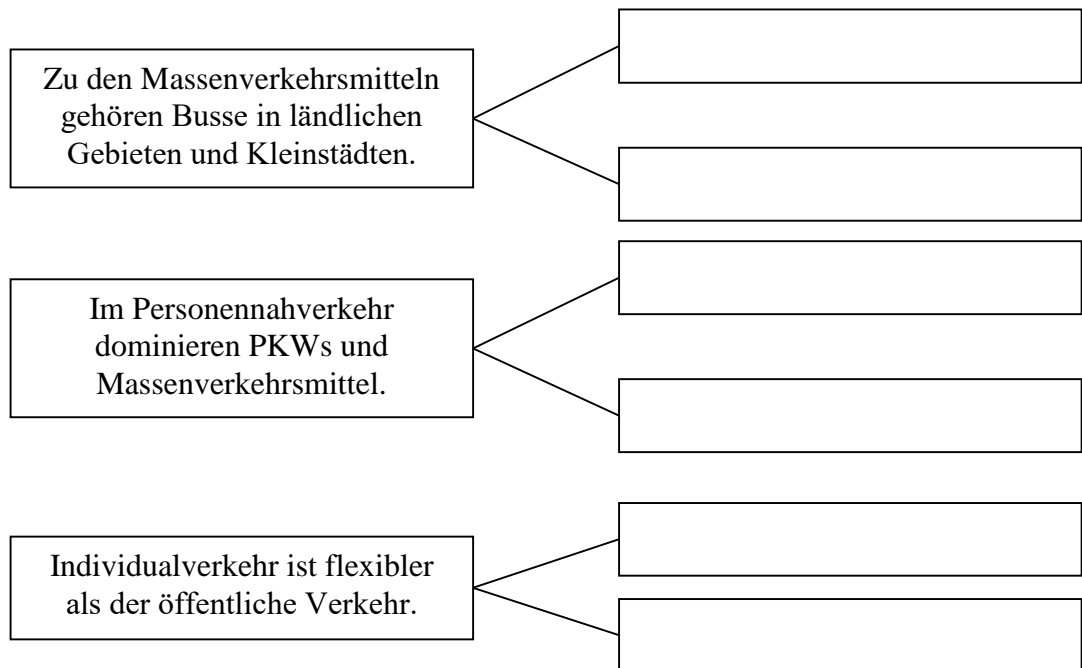 Zu den Massenverkehrsmitteln
gehören Busse in ländlichen
Gebieten und Kleinstädten.
Im Personennahverkehr
dominieren PKWs und
Massenverkehrsmittel.
Individualverkehr ist flexibler
als der öffentliche Verkehr.